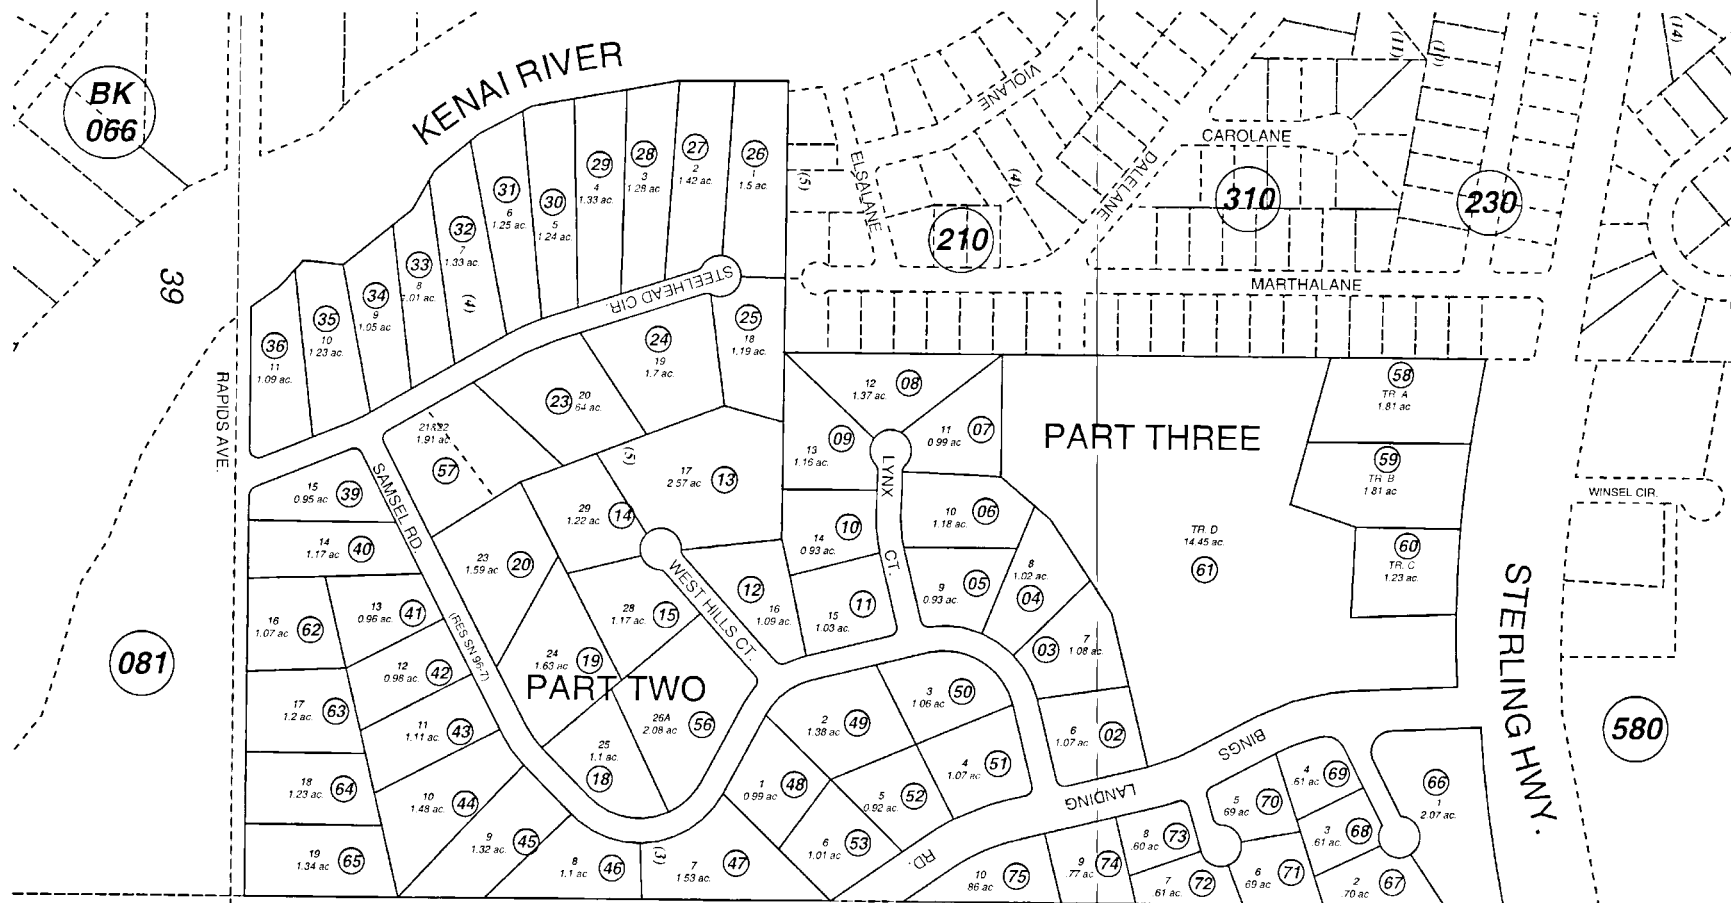 BK
066
KENAI RIVER
39
RAPIDS AVE.
081
36
11
1.09 ac.
35
10
1.23 ac.
34
9
1.05 ac
33
8
1.01 ac
32
7
1.33 ac.
(4)
31
6
1.25 ac.
30
5
1.24 ac.
29
4
1.33 ac.
28
3
1.28 ac
27
2
1.42 ac.
26
1
1.5 ac.
STEELHEAD CIR.
25
18
1.19 ac.
24
19
1.7 ac.
23
20
.64 ac.
21&22
1.91 ac
57
(5)
17
2.57 ac
13
29
1.22 ac.
14
23
1.59 ac
20
SAMSEL RD.
(RES SN 96-7)
15
0.95 ac
39
14
1.17 ac
40
13
0.96 ac
41
16
1.07 ac
62
12
0.98 ac.
42
17
1.2 ac.
63
11
1.11 ac
43
18
1.23 ac.
64
10
1.48 ac
44
19
1.34 ac
65
9
1.32 ac.
45
8
1.1 ac
46
(3)
7
1.53 ac.
47
WEST HILLS CT.
28
1.17 ac
15
16
1.09 ac.
12
24
1.63 ac
19
PART TWO
26A
2.08 ac
56
25
1.1 ac
18
ELSALANE
VIOLANE
(5)
(4)
DALELANE
CAROLANE
210
310
230
(11)
(10)
(14)
MARTHALANE
12
1.37 ac.
08
11
0.99 ac
07
13
1.16 ac
09
LYNX
CT.
10
1.18 ac
06
14
0.93 ac.
10
15
1.03 ac.
11
9
0.93 ac.
05
8
1.02 ac.
04
7
1.08 ac
03
6
1.07 ac
02
PART THREE
58
TR. A
1.81 ac
59
TR. B
1.81 ac
60
TR. C
1.23 ac.
TR. D
14.45 ac.
61
WINSEL CIR.
STERLING HWY.
580
3
1.06 ac
50
2
1.38 ac
49
4
1.07 ac
51
1
0.99 ac
48
5
0.92 ac.
52
6
1.01 ac
53
BINGS
LANDING
RD.
4
.61 ac
69
5
.69 ac
70
66
1
2.07 ac.
3
.61 ac.
68
8
.60 ac
73
9
.77 ac
74
10
.86 ac
75
7
.61 ac.
72
6
.69 ac
71
2
.70 ac
67